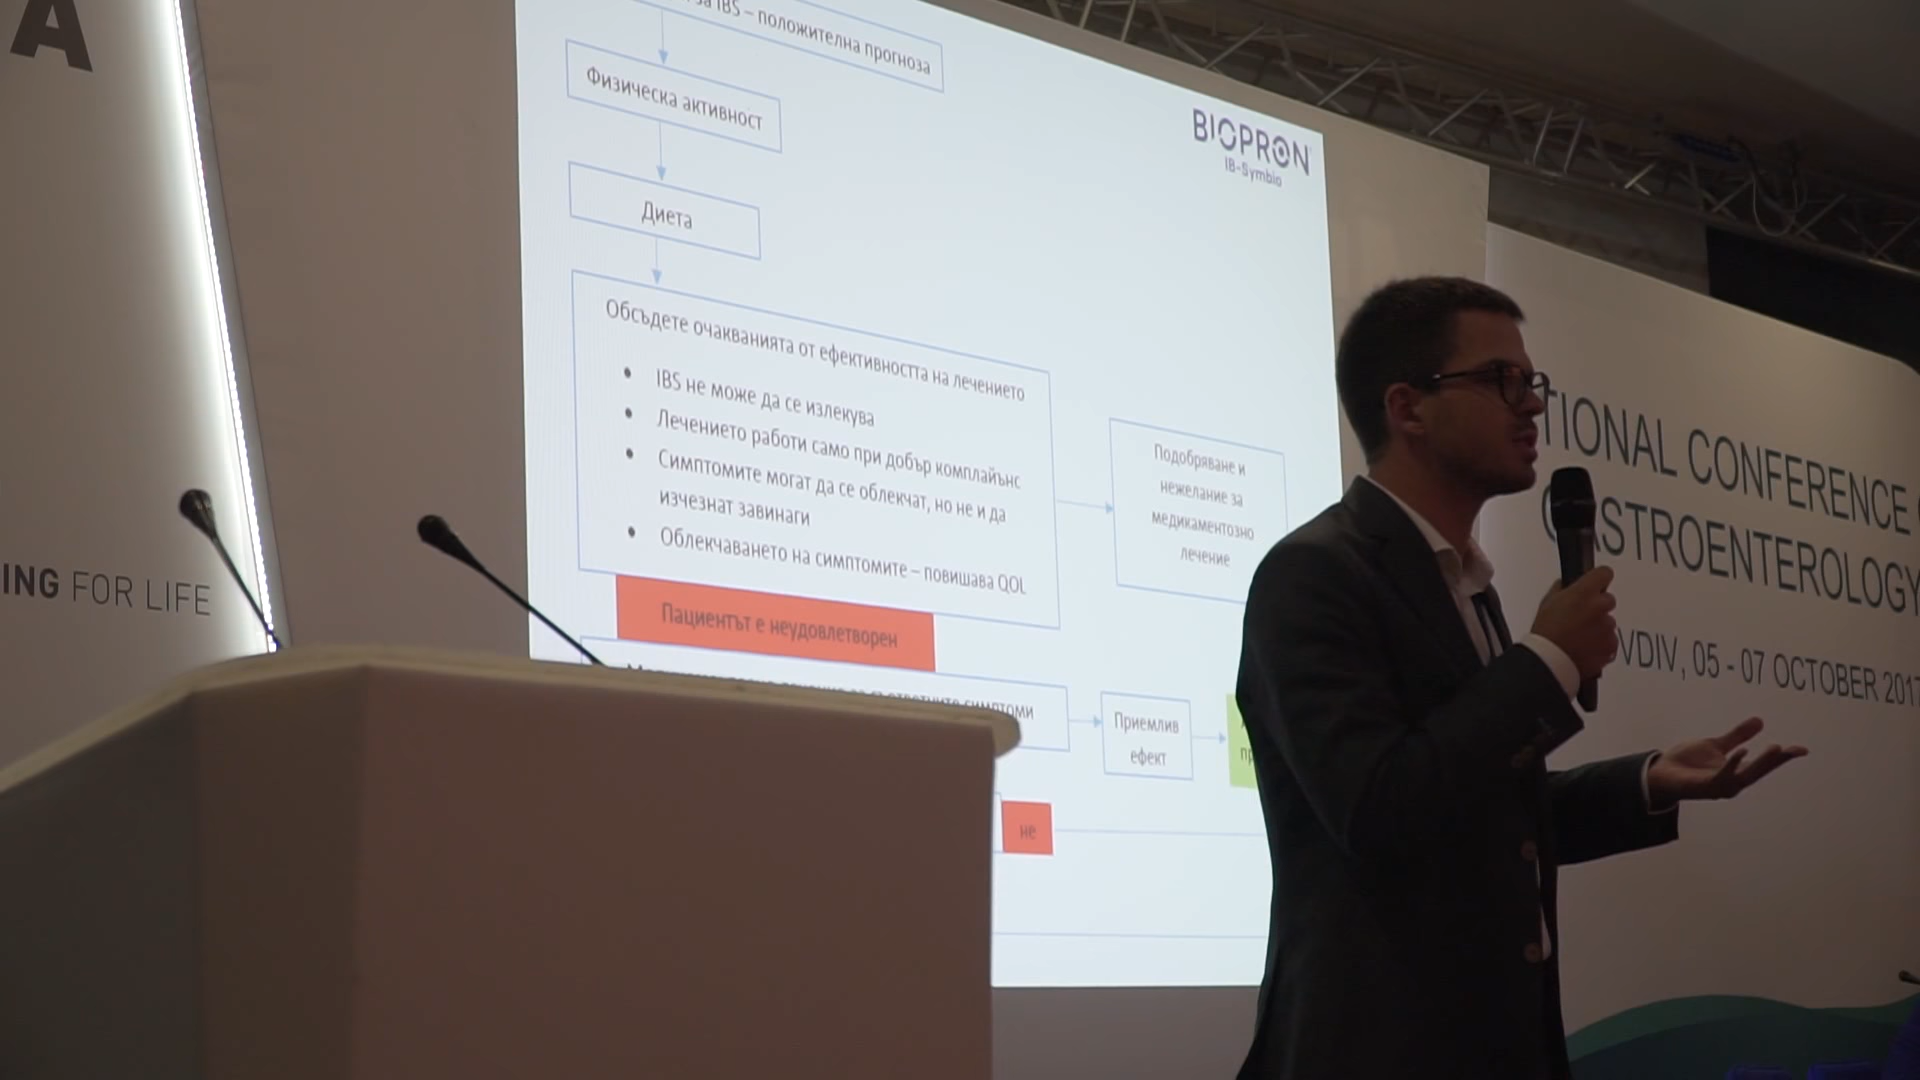 A
ING FOR LIFE
за IBS – положителна прогноза
Физическа активност
Диета
Обсъдете очакванията от ефективността на лечението
• IBS не може да се излекува
• Лечението работи само при добър комплайънс
• Симптомите могат да се облекчат, но не и да
изчезнат завинаги
• Облекчаването на симптомите – повишава QOL
Подобряване и
нежелание за
медикаментозно
лечение
Пациентът е неудовлетворен
симптоми
Приемлив
ефект
не
BIOPRON
IB-Symbio
TIONAL CONFERENCE
GASTROENTEROLOGY
VDIV, 05 - 07 OCTOBER 2017